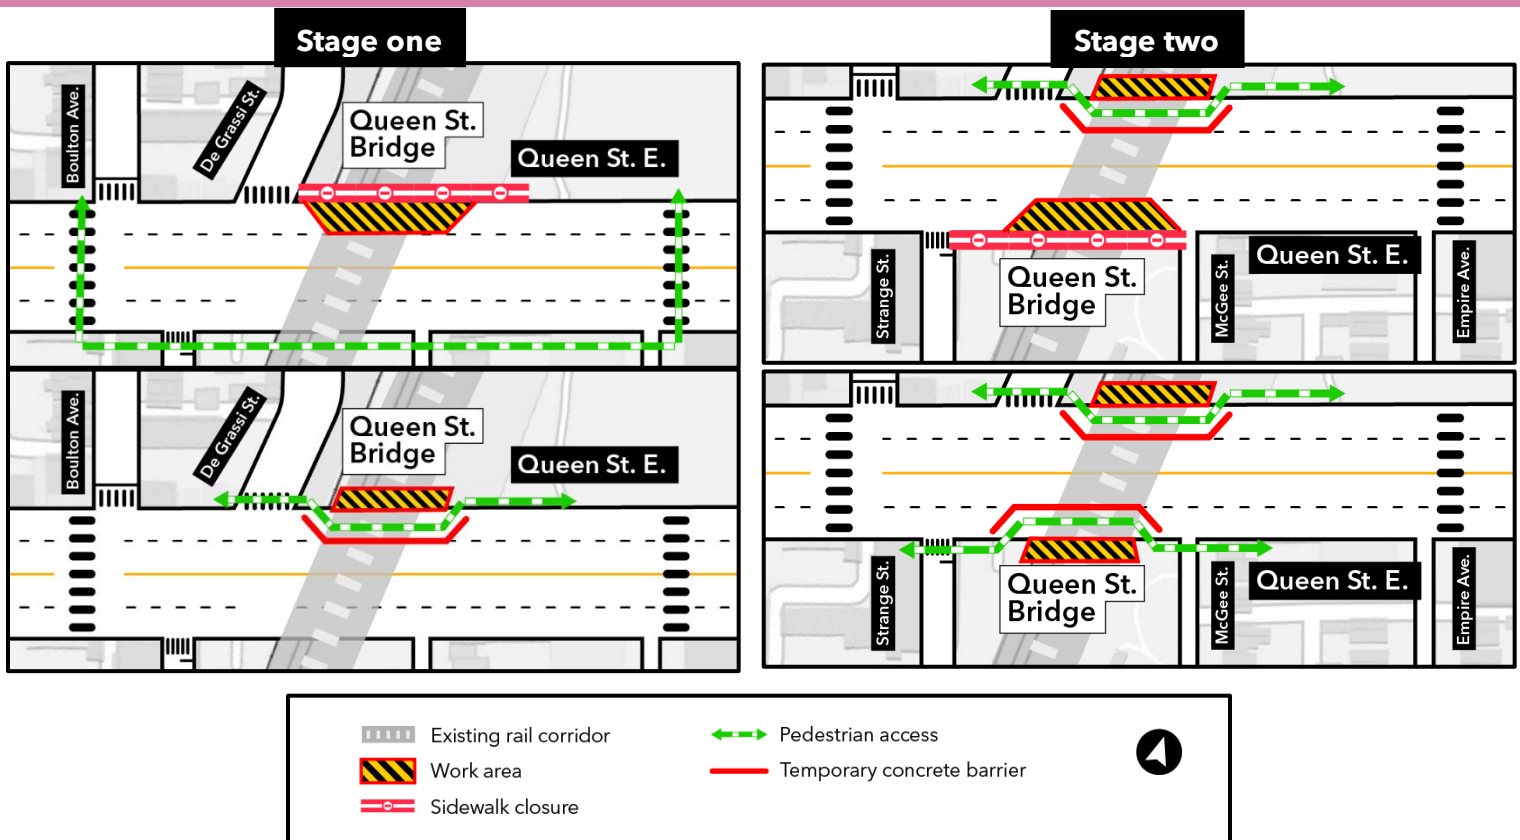 Stage one
Stage two
Boulton Ave.
De Grassi St.
Queen St.
Bridge
Queen St. E.
Strange St.
Queen St.
Bridge
McGee St.
Queen St. E.
Empire Ave.
Boulton Ave.
De Grassi St.
Queen St.
Bridge
Queen St. E.
Strange St.
Queen St.
Bridge
McGee St.
Queen St. E.
Empire Ave.
Existing rail corridor
Work area
Sidewalk closure
Pedestrian access
Temporary concrete barrier